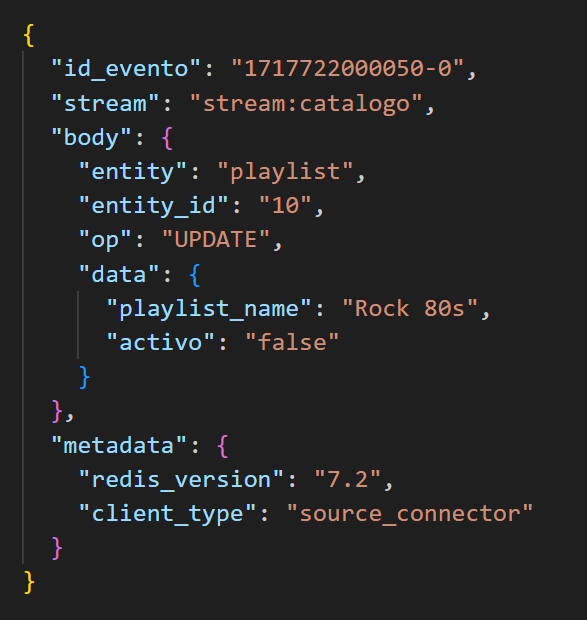 {
  "id_evento": "1717722000050-0",
  "stream": "stream:catalogo",
  "body": {
    "entity": "playlist",
    "entity_id": "10",
    "op": "UPDATE",
    "data": {
      "playlist_name": "Rock 80s",
      "activo": "false"
    }
  },
  "metadata": {
    "redis_version": "7.2",
    "client_type": "source_connector"
  }
}